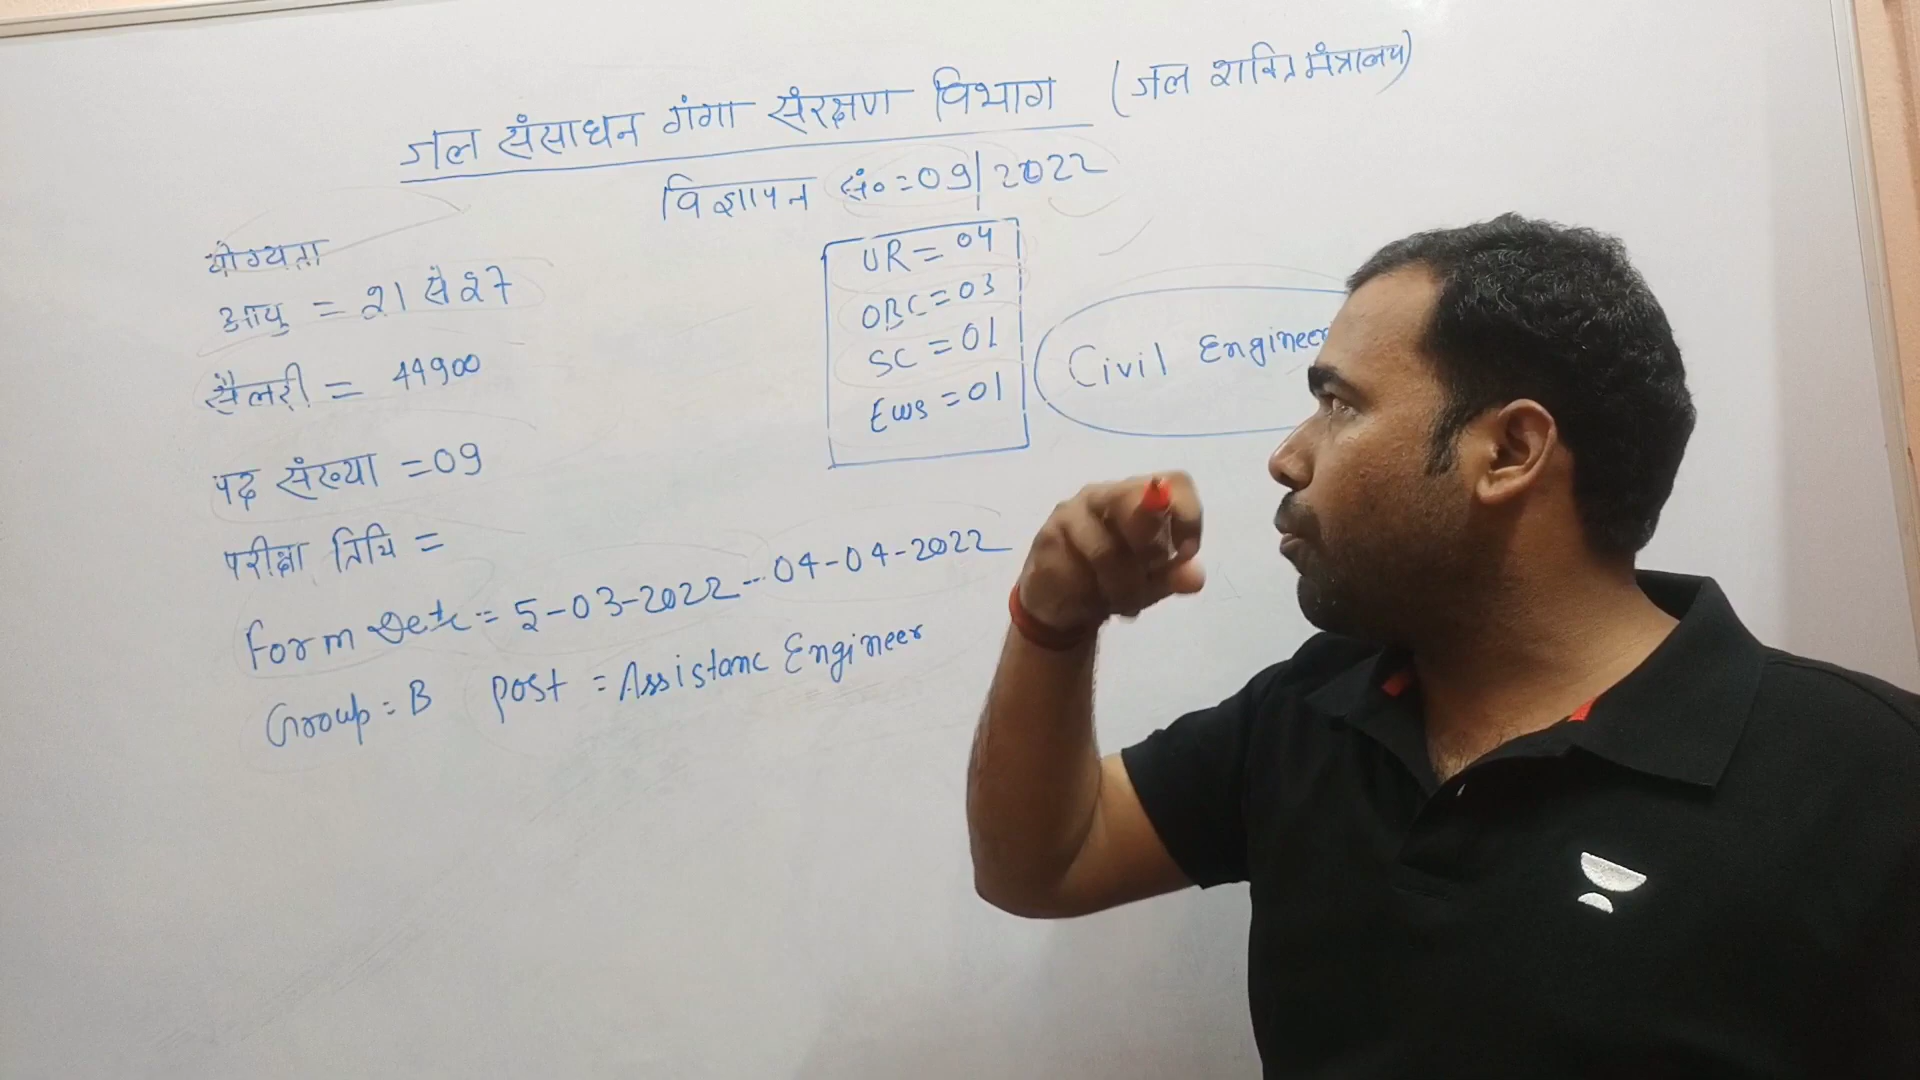 जल संसाधन गंगा संरक्षण विभाग (जल शक्ति मंत्रालय)
विज्ञापन सं० = 09/2022
योग्यता
आयु = 21 से 27
सैलरी = 44900
पद संख्या = 09
परीक्षा तिथि =
Form Dete = 5-03-2022 -- 04-04-2022
Group = B Post = Assistanc Engineer
UR = 04
OBC = 03
SC = 01
EWS = 01
Civil Engineer